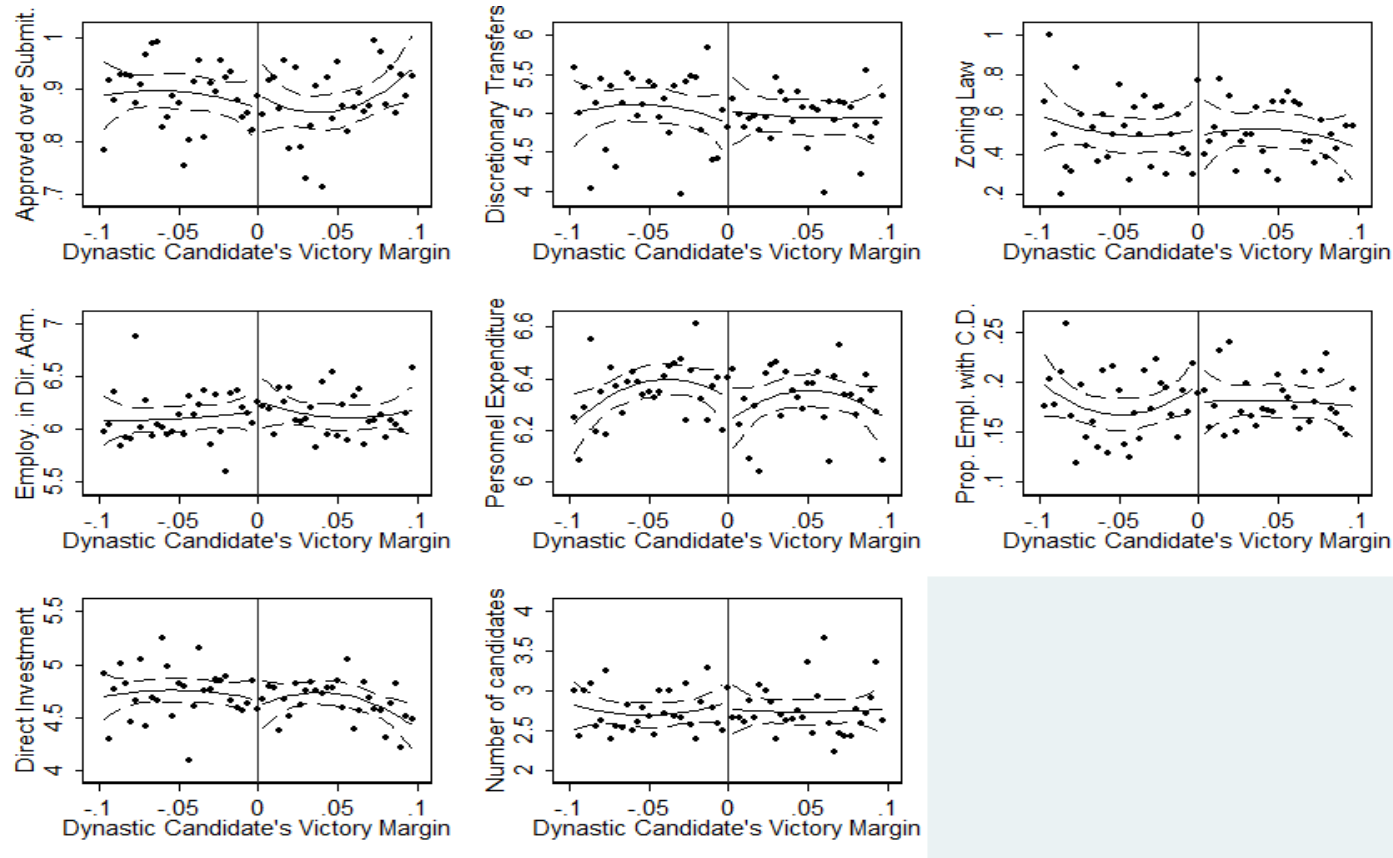 Approved over Submit.
1
.9
.8
.7
-.1 -.05 0 .05 .1
Dynastic Candidate's Victory Margin
Discretionary Transfers
6
5.5
5
4.5
4
-.1 -.05 0 .05 .1
Dynastic Candidate's Victory Margin
Zoning Law
1
.8
.6
.4
.2
-.1 -.05 0 .05 .1
Dynastic Candidate's Victory Margin
Employ. in Dir. Adm.
7
6.5
6
5.5
-.1 -.05 0 .05 .1
Dynastic Candidate's Victory Margin
Personnel Expenditure
6.6
6.4
6.2
6
-.1 -.05 0 .05 .1
Dynastic Candidate's Victory Margin
Prop. Empl. with C.D.
.25
.2
.15
.1
-.1 -.05 0 .05 .1
Dynastic Candidate's Victory Margin
Direct Investment
5.5
5
4.5
4
-.1 -.05 0 .05 .1
Dynastic Candidate's Victory Margin
Number of candidates
4
3.5
3
2.5
2
-.1 -.05 0 .05 .1
Dynastic Candidate's Victory Margin